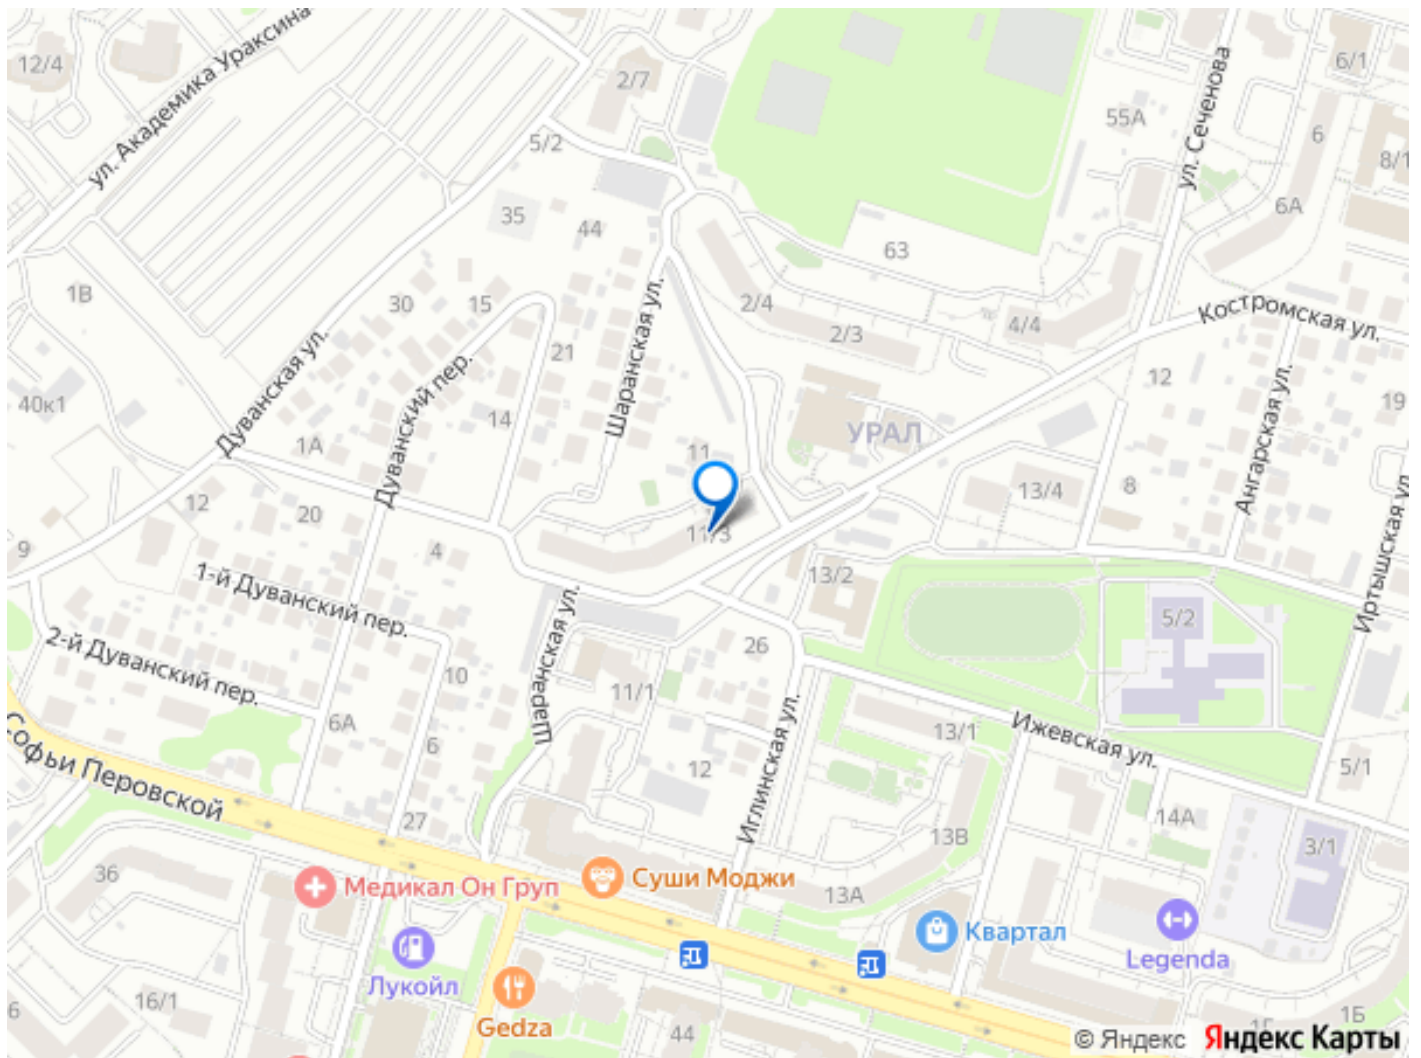 ул. Академика Ураксина
12/4
2/7
5/2
55А
ул. Сеченова
6/1
6
8/1
6А
35
44
63
1В
30
15
Шаранская ул.
2/4
2/3
4/4
Костромская ул.
Дуванская ул.
Дуванский пер.
21
14
12
19
40к1
1А
11
УРАЛ
Ангарская ул.
13/4
8
12
20
11/3
9
4
1-й Дуванский пер.
13/2
5/2
Иртышская ул.
2-й Дуванский пер.
Шаранская ул.
26
10
11/1
6А
6
Софьи Перовской
12
Иглинская ул.
13/1
Ижевская ул.
5/1
27
13В
14А
3/1
36
Медикал Он Груп
Суши Моджи
13А
Квартал
Legenda
Лукойл
16/1
Gedza
44
6
1Б
© Яндекс Яндекс Карты